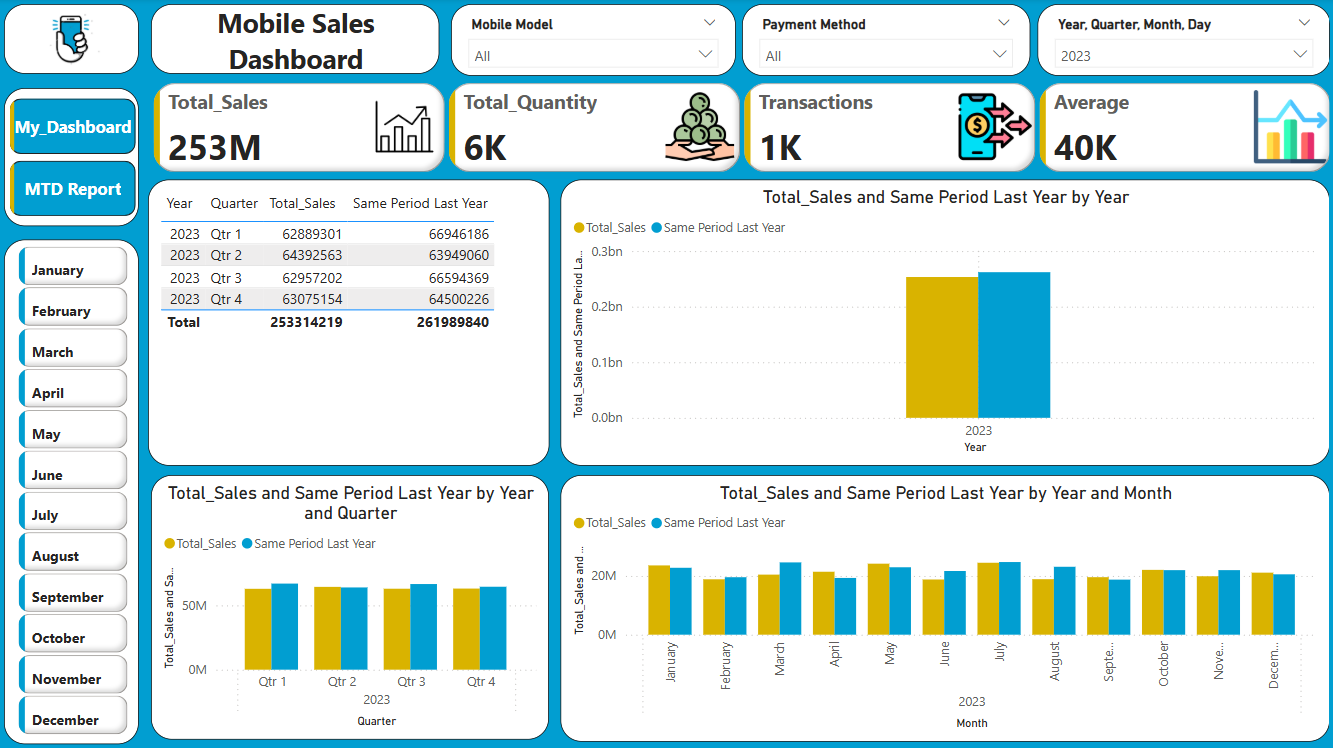 Mobile Sales
Dashboard
Mobile Model
All
Payment Method
All
Year, Quarter, Month, Day
2023
My_Dashboard
MTD Report
Total_Sales
253M
Total_Quantity
6K
Transactions
1K
Average
40K
January
February
March
April
May
June
July
August
September
October
November
December
Year Quarter Total_Sales Same Period Last Year
2023 Qtr 1 62889301 66946186
2023 Qtr 2 64392563 63949060
2023 Qtr 3 62957202 66594369
2023 Qtr 4 63075154 64500226
Total 253314219 261989840
Total_Sales and Same Period Last Year by Year
Total_Sales Same Period Last Year
Total_Sales and Same Period La...
0.3bn
0.2bn
0.1bn
0.0bn
2023
Year
Total_Sales and Same Period Last Year by Year
and Quarter
Total_Sales Same Period Last Year
Total_Sales and Sa...
50M
0M
Qtr 1 Qtr 2 Qtr 3 Qtr 4
2023
Quarter
Total_Sales and Same Period Last Year by Year and Month
Total_Sales Same Period Last Year
Total_Sales and ...
20M
0M
January February March April May June July August Septe... October Nove... Decem...
2023
Month